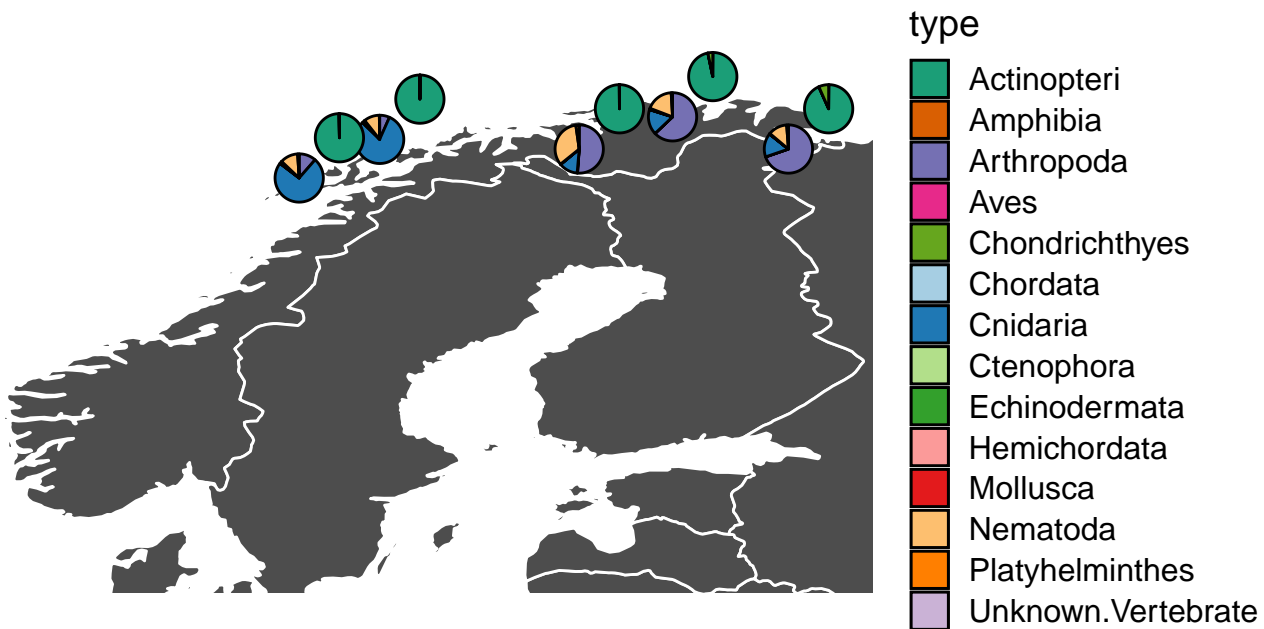 type
Actinopteri
Amphibia
Arthropoda
Aves
Chondrichthyes
Chordata
Cnidaria
Ctenophora
Echinodermata
Hemichordata
Mollusca
Nematoda
Platyhelminthes
Unknown.Vertebrate